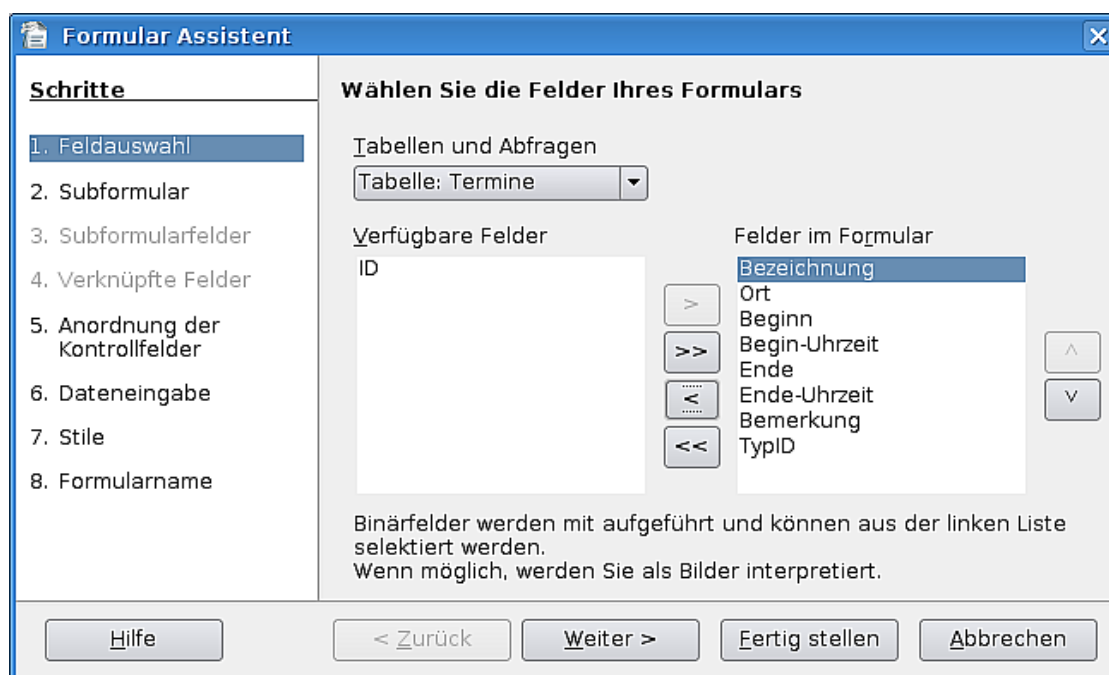 Formular Assistent
Schritte
1. Feldauswahl
2. Subformular
3. Subformularfelder
4. Verknüpfte Felder
5. Anordnung der
Kontrollfelder
6. Dateneingabe
7. Stile
8. Formularname
Wählen Sie die Felder Ihres Formulars
Tabellen und Abfragen
Tabelle: Termine
Verfügbare Felder
ID
>
>>
<
<<
Felder im Formular
Bezeichnung
Ort
Beginn
Begin-Uhrzeit
Ende
Ende-Uhrzeit
Bemerkung
TypID
Binärfelder werden mit aufgeführt und können aus der linken Liste
selektiert werden.
Wenn möglich, werden Sie als Bilder interpretiert.
Hilfe
< Zurück
Weiter >
Fertig stellen
Abbrechen